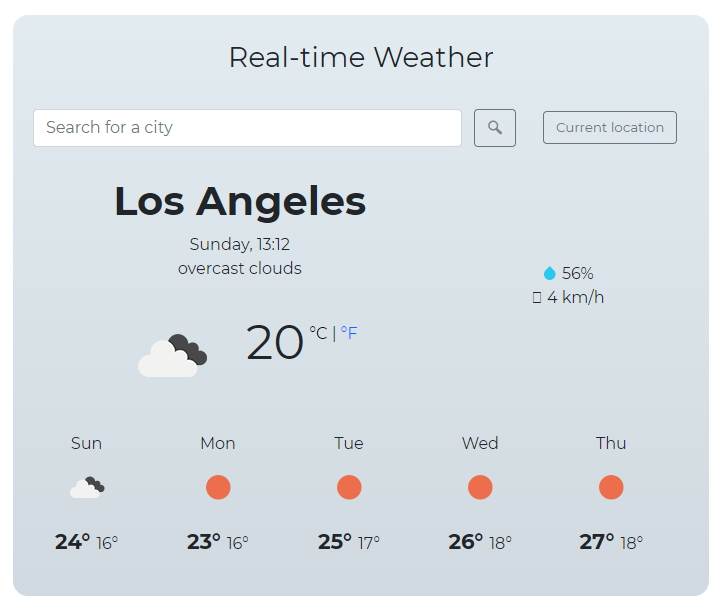 Real-time Weather
Search for a city
Current location
Los Angeles
Sunday, 13:12
overcast clouds
56%
4 km/h
20 °C | °F
Sun Mon Tue Wed Thu
24° 16° 23° 16° 25° 17° 26° 18° 27° 18°